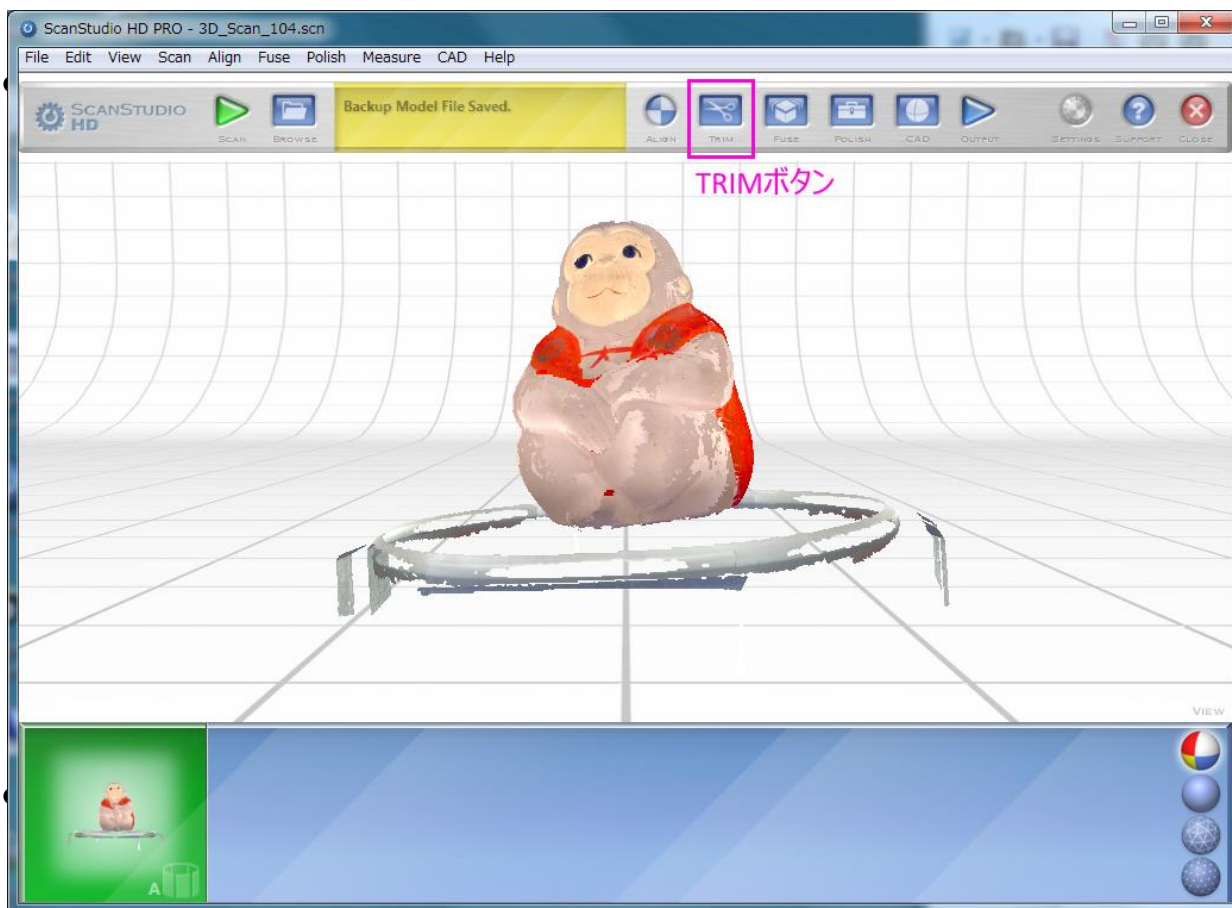 ScanStudio HD PRO - 3D_Scan_104.scn
File Edit View Scan Align Fuse Polish Measure CAD Help
SCANSTUDIO
HD
SCAN
BROWSE
Backup Model File Saved.
ALIGN
TRIM
FUSE
POLISH
CAD
OUTPUT
SETTINGS
SUPPORT
CLOSE
TRIMボタン
VIEW
A